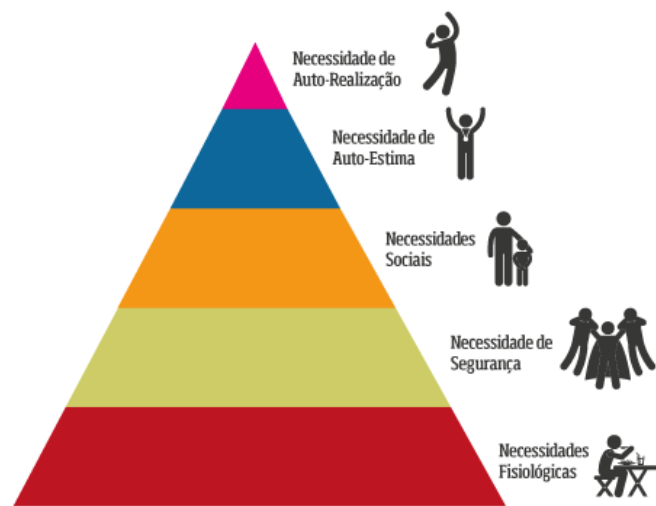 Necessidade de
Auto-Realização
Necessidade de
Auto-Estima
Necessidades
Sociais
Necessidade de
Segurança
Necessidades
Fisiológicas